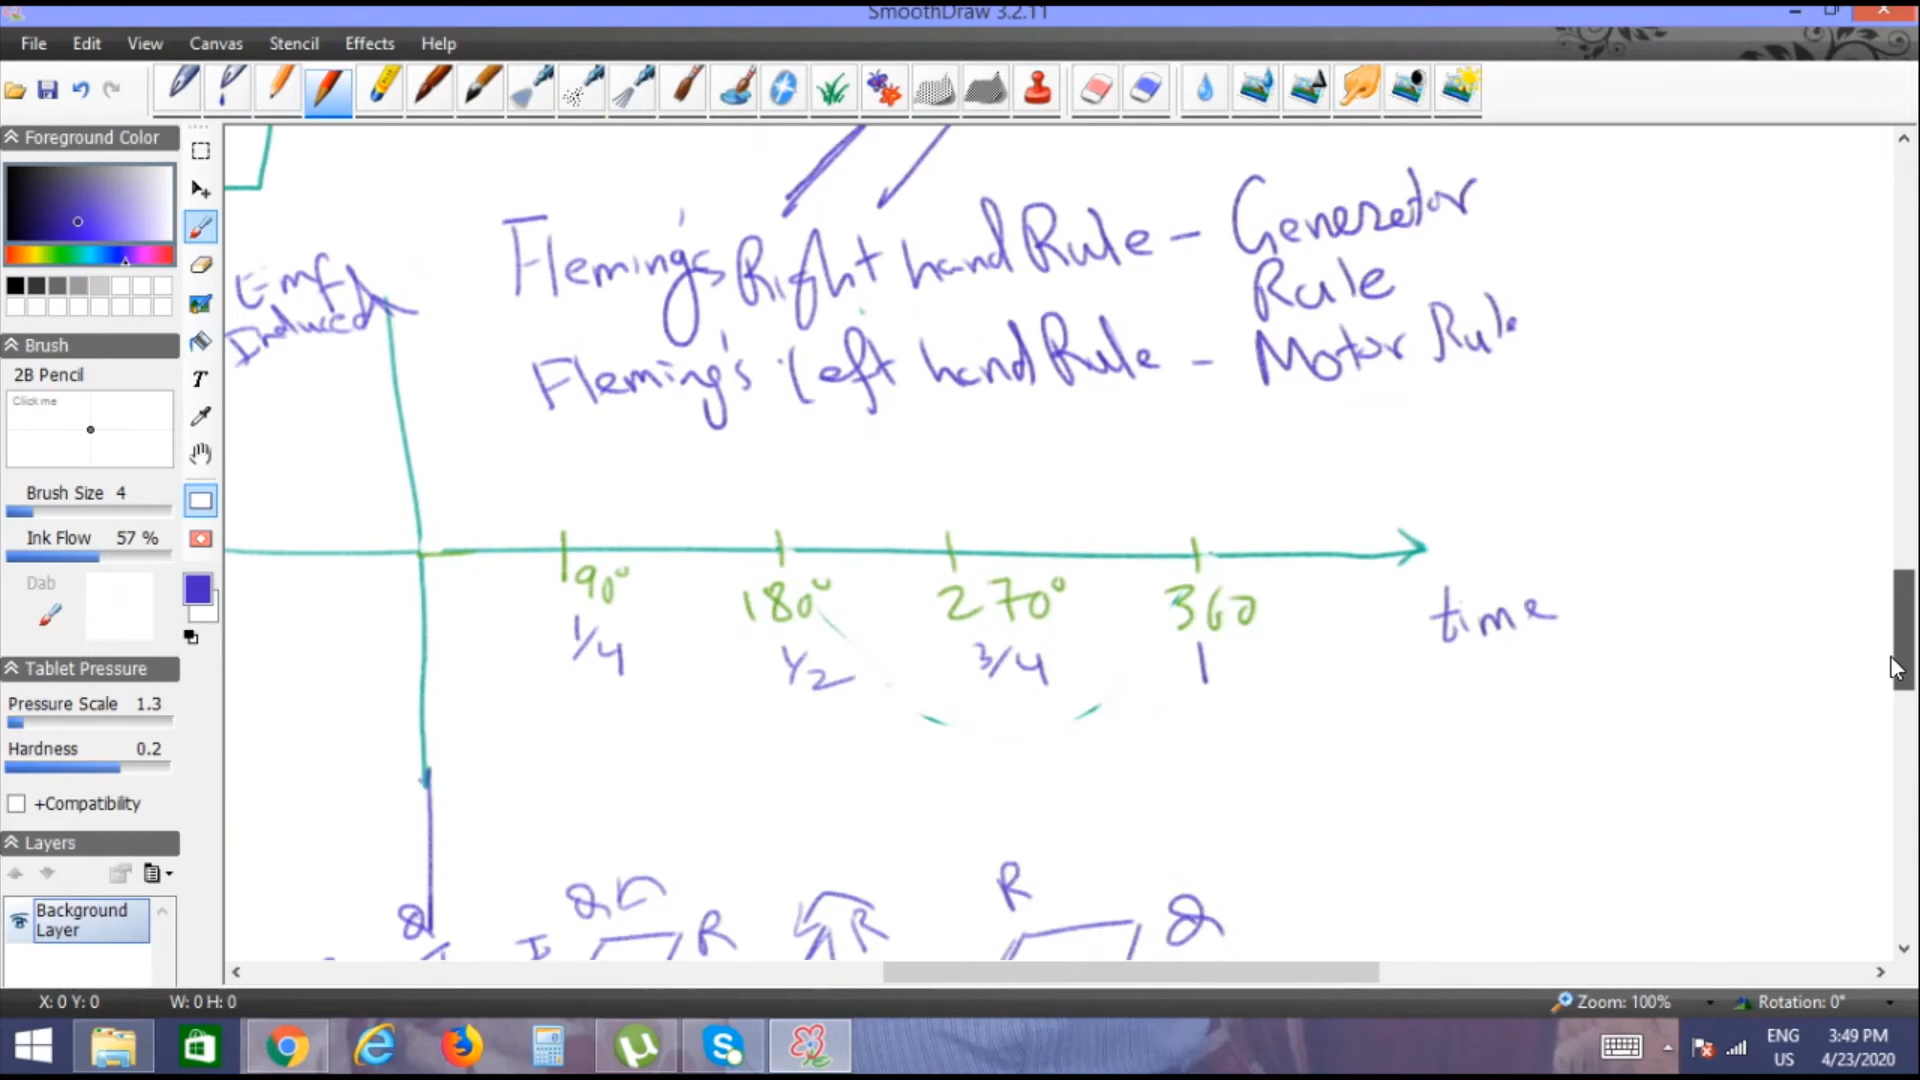 SmoothDraw 3.2.11
File Edit View Canvas Stencil Effects Help
Foreground Color
Brush
2B Pencil
Click me
Brush Size 4
Ink Flow 57 %
Dab
Tablet Pressure
Pressure Scale 1.3
Hardness 0.2
+Compatibility
Layers
Background
Layer
Emf
Induced
Fleming's Right hand Rule - Generator
Rule
Fleming's left hand Rule - Motor Rule
90° 180° 270° 360
1/4 1/2 3/4 1
time
Q Q R R R Q
X: 0 Y: 0 W: 0 H: 0 Zoom: 100% Rotation: 0°
ENG
US
3:49 PM
4/23/2020